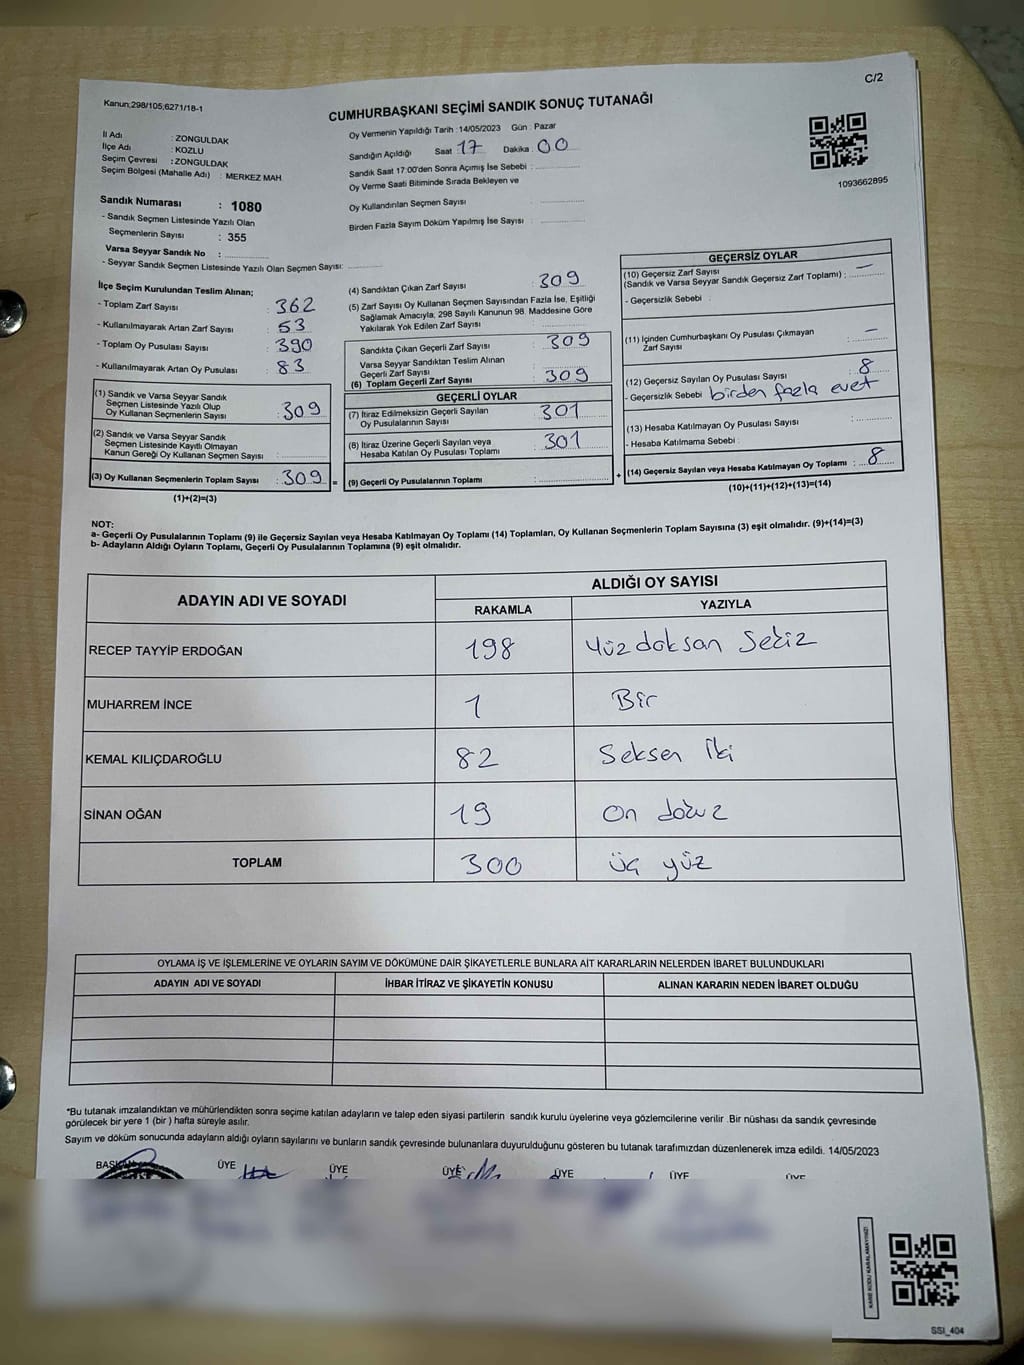 C/2
Kanun:298/105;6271/18-1
CUMHURBAŞKANI SEÇİMİ SANDIK SONUÇ TUTANAĞI
İl Adı : ZONGULDAK
İlçe Adı : KOZLU
Seçim Çevresi : ZONGULDAK
Seçim Bölgesi (Mahalle Adı) : MERKEZ MAH
Oy Vermenin Yapıldığı Tarih :14/05/2023 Gün : Pazar
Sandığın Açıldığı Saat 17 Dakika 00
Sandık Saat 17:00'den Sonra Açımış İse Sebebi :
Oy Verme Saati Bitiminde Sırada Bekleyen ve
Oy Kullandırılan Seçmen Sayısı :
Birden Fazla Sayım Döküm Yapılmış İse Sayısı :
1093662895
Sandık Numarası : 1080
- Sandık Seçmen Listesinde Yazılı Olan
Seçmenlerin Sayısı : 355
Varsa Seyyar Sandık No :
- Seyyar Sandık Seçmen Listesinde Yazılı Olan Seçmen Sayısı:
İlçe Seçim Kurulundan Teslim Alınan;
- Toplam Zarf Sayısı : 362
- Kullanılmayarak Artan Zarf Sayısı : 53
- Toplam Oy Pusulası Sayısı : 390
- Kullanılmayarak Artan Oy Pusulası : 83
(1) Sandık ve Varsa Seyyar Sandık
Seçmen Listesinde Yazılı Olup
Oy Kullanan Seçmenlerin Sayısı : 309
(2) Sandık ve Varsa Seyyar Sandık
Seçmen Listesinde Kayıtlı Olmayan
Kanun Gereği Oy Kullanan Seçmen Sayısı :
(3) Oy Kullanan Seçmenlerin Toplam Sayısı : 309 =
(1)+(2)=(3)
(4) Sandıktan Çıkan Zarf Sayısı : 309
(5) Zarf Sayısı Oy Kullanan Seçmen Sayısından Fazla İse, Eşitliği
Sağlamak Amacıyla, 298 Sayılı Kanunun 98. Maddesine Göre
Yakılarak Yok Edilen Zarf Sayısı :
Sandıkta Çıkan Geçerli Zarf Sayısı : 309
Varsa Seyyar Sandıktan Teslim Alınan
Geçerli Zarf Sayısı :
(6) Toplam Geçerli Zarf Sayısı : 309
GEÇERLİ OYLAR
(7) İtiraz Edilmeksizin Geçerli Sayılan
Oy Pusulalarının Sayısı : 301
(8) İtiraz Üzerine Geçerli Sayılan veya
Hesaba Katılan Oy Pusulası Toplamı : 301
(9) Geçerli Oy Pusulalarının Toplamı : +
GEÇERSİZ OYLAR
(10) Geçersiz Zarf Sayısı
(Sandık ve Varsa Seyyar Sandık Geçersiz Zarf Toplamı) : —
- Geçersizlik Sebebi :
(11) İçinden Cumhurbaşkanı Oy Pusulası Çıkmayan
Zarf Sayısı : —
(12) Geçersiz Sayılan Oy Pusulası Sayısı : 8
- Geçersizlik Sebebi birden fazla evet
(13) Hesaba Katılmayan Oy Pusulası Sayısı :
- Hesaba Katılmama Sebebi :
(14) Geçersiz Sayılan veya Hesaba Katılmayan Oy Toplamı : 8
(10)+(11)+(12)+(13)=(14)
NOT:
a- Geçerli Oy Pusulalarının Toplamı (9) ile Geçersiz Sayılan veya Hesaba Katılmayan Oy Toplamı (14) Toplamları, Oy Kullanan Seçmenlerin Toplam Sayısına (3) eşit olmalıdır. (9)+(14)=(3)
b- Adayların Aldığı Oyların Toplamı, Geçerli Oy Pusulalarının Toplamına (9) eşit olmalıdır.
ADAYIN ADI VE SOYADI ALDIĞI OY SAYISI
RAKAMLA YAZIYLA
RECEP TAYYİP ERDOĞAN 198 Yüz doksan Sekiz
MUHARREM İNCE 1 Bir
KEMAL KILIÇDAROĞLU 82 Seksen İki
SİNAN OĞAN 19 On dokuz
TOPLAM 300 üç yüz
OYLAMA İŞ VE İŞLEMLERİNE VE OYLARIN SAYIM VE DÖKÜMÜNE DAİR ŞİKAYETLERLE BUNLARA AİT KARARLARIN NELERDEN İBARET BULUNDUKLARI
ADAYIN ADI VE SOYADI İHBAR İTİRAZ VE ŞİKAYETİN KONUSU ALINAN KARARIN NEDEN İBARET OLDUĞU
*Bu tutanak imzalandıktan ve mühürlendikten sonra seçime katılan adayların ve talep eden siyasi partilerin sandık kurulu üyelerine veya gözlemcilerine verilir. Bir nüshası da sandık çevresinde
görülecek bir yere 1 (bir ) hafta süreyle asılır.
Sayım ve döküm sonucunda adayların aldığı oyların sayılarını ve bunların sandık çevresinde bulunanlara duyurulduğunu gösteren bu tutanak tarafımızdan düzenlenerek imza edildi. 14/05/2023
ÜYE ÜYE ÜYE ÜYE ÜYE ÜYE
KARE KODU KARALAMAYINIZ!
SSI_404